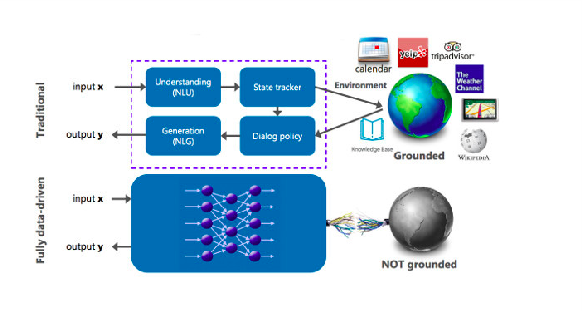 Traditional
input x
output y
Understanding
(NLU)
State tracker
Generation
(NLG)
Dialog policy
Environment
calendar
yelp
tripadvisor
The
Weather
Channel
Knowledge Base
Grounded
WIKIPEDIA
Fully data-driven
input x
output y
NOT grounded